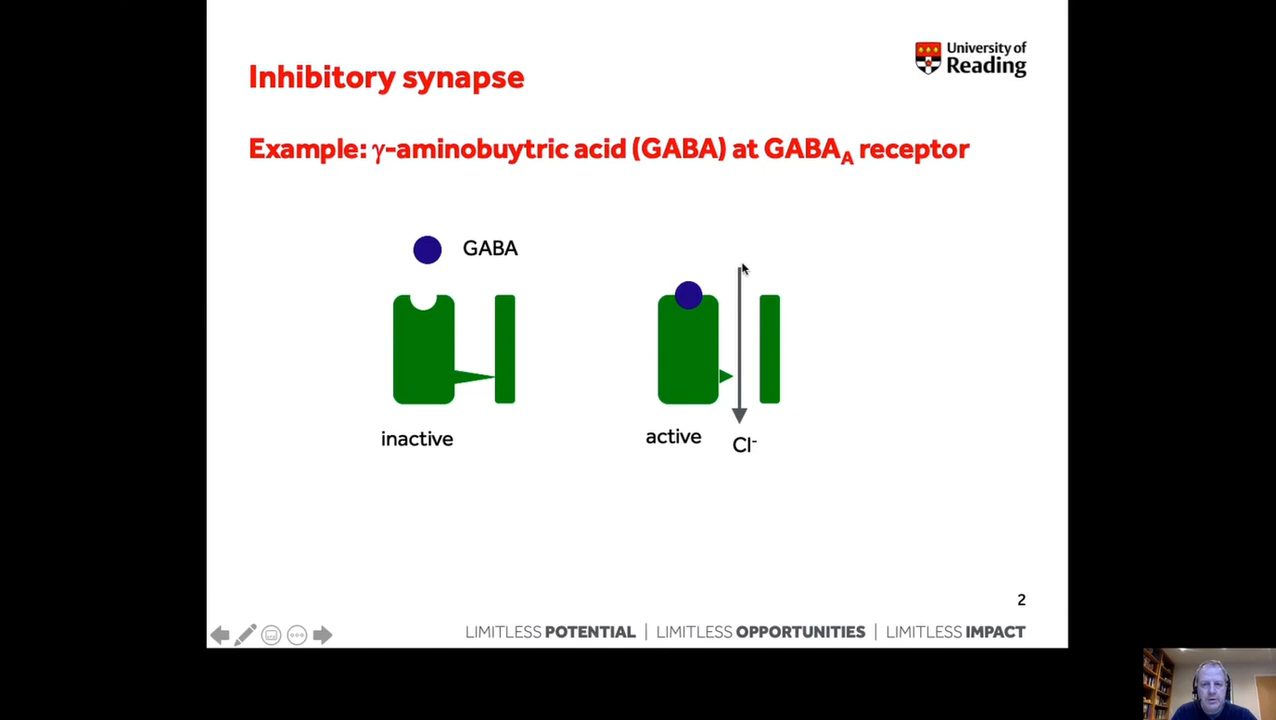 Inhibitory synapse
University of
Reading
Example: γ-aminobuytric acid (GABA) at GABAA receptor
GABA
inactive
active
Cl-
2
LIMITLESS POTENTIAL | LIMITLESS OPPORTUNITIES | LIMITLESS IMPACT